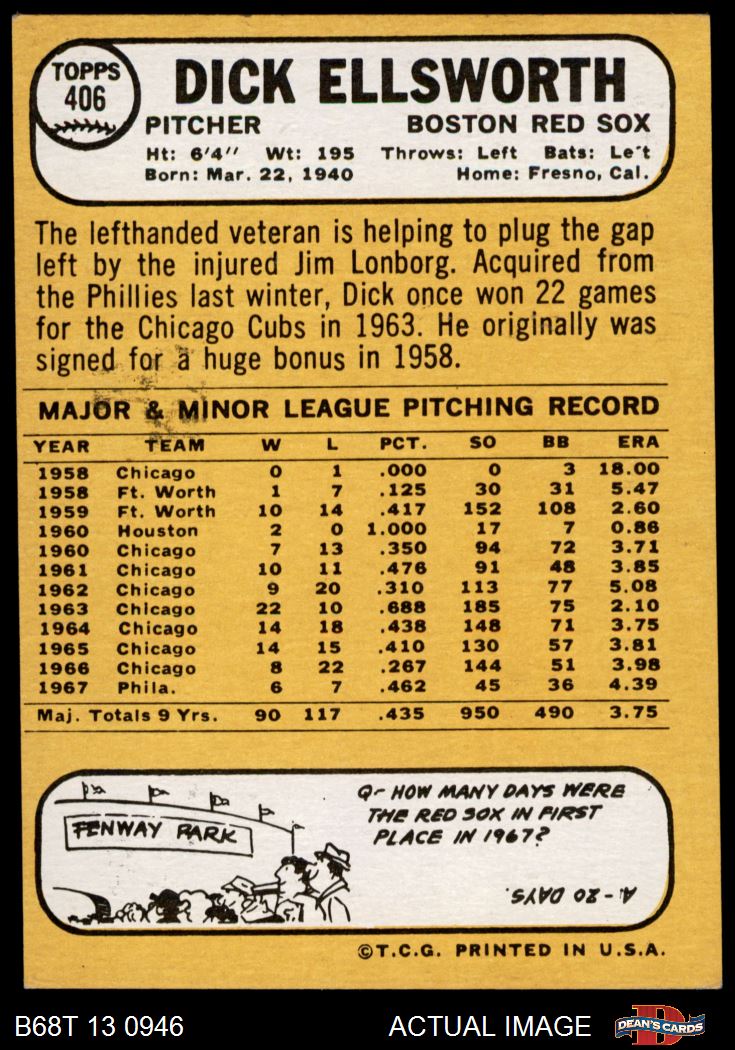 TOPPS
406
DICK ELLSWORTH
PITCHER BOSTON RED SOX
Ht: 6'4" Wt: 195 Throws: Left Bats: Le't
Born: Mar. 22, 1940 Home: Fresno, Cal.
The lefthanded veteran is helping to plug the gap
left by the injured Jim Lonborg. Acquired from
the Phillies last winter, Dick once won 22 games
for the Chicago Cubs in 1963. He originally was
signed for a huge bonus in 1958.
MAJOR & MINOR LEAGUE PITCHING RECORD
YEAR TEAM W L PCT. SO BB ERA
1958 Chicago 0 1 .000 0 3 18.00
1958 Ft. Worth 1 7 .125 30 31 5.47
1959 Ft. Worth 10 14 .417 152 108 2.60
1960 Houston 2 0 1.000 17 7 0.86
1960 Chicago 7 13 .350 94 72 3.71
1961 Chicago 10 11 .476 91 48 3.85
1962 Chicago 9 20 .310 113 77 5.08
1963 Chicago 22 10 .688 185 75 2.10
1964 Chicago 14 18 .438 148 71 3.75
1965 Chicago 14 15 .410 130 57 3.81
1966 Chicago 8 22 .267 144 51 3.98
1967 Phila. 6 7 .462 45 36 4.39
Maj. Totals 9 Yrs. 90 117 .435 950 490 3.75
FENWAY PARK
Q- HOW MANY DAYS WERE
THE RED SOX IN FIRST
PLACE IN 1967?
A- 20 DAYS.
©T.C.G. PRINTED IN U.S.A.
B68T 13 0946 ACTUAL IMAGE DEAN'S CARDS